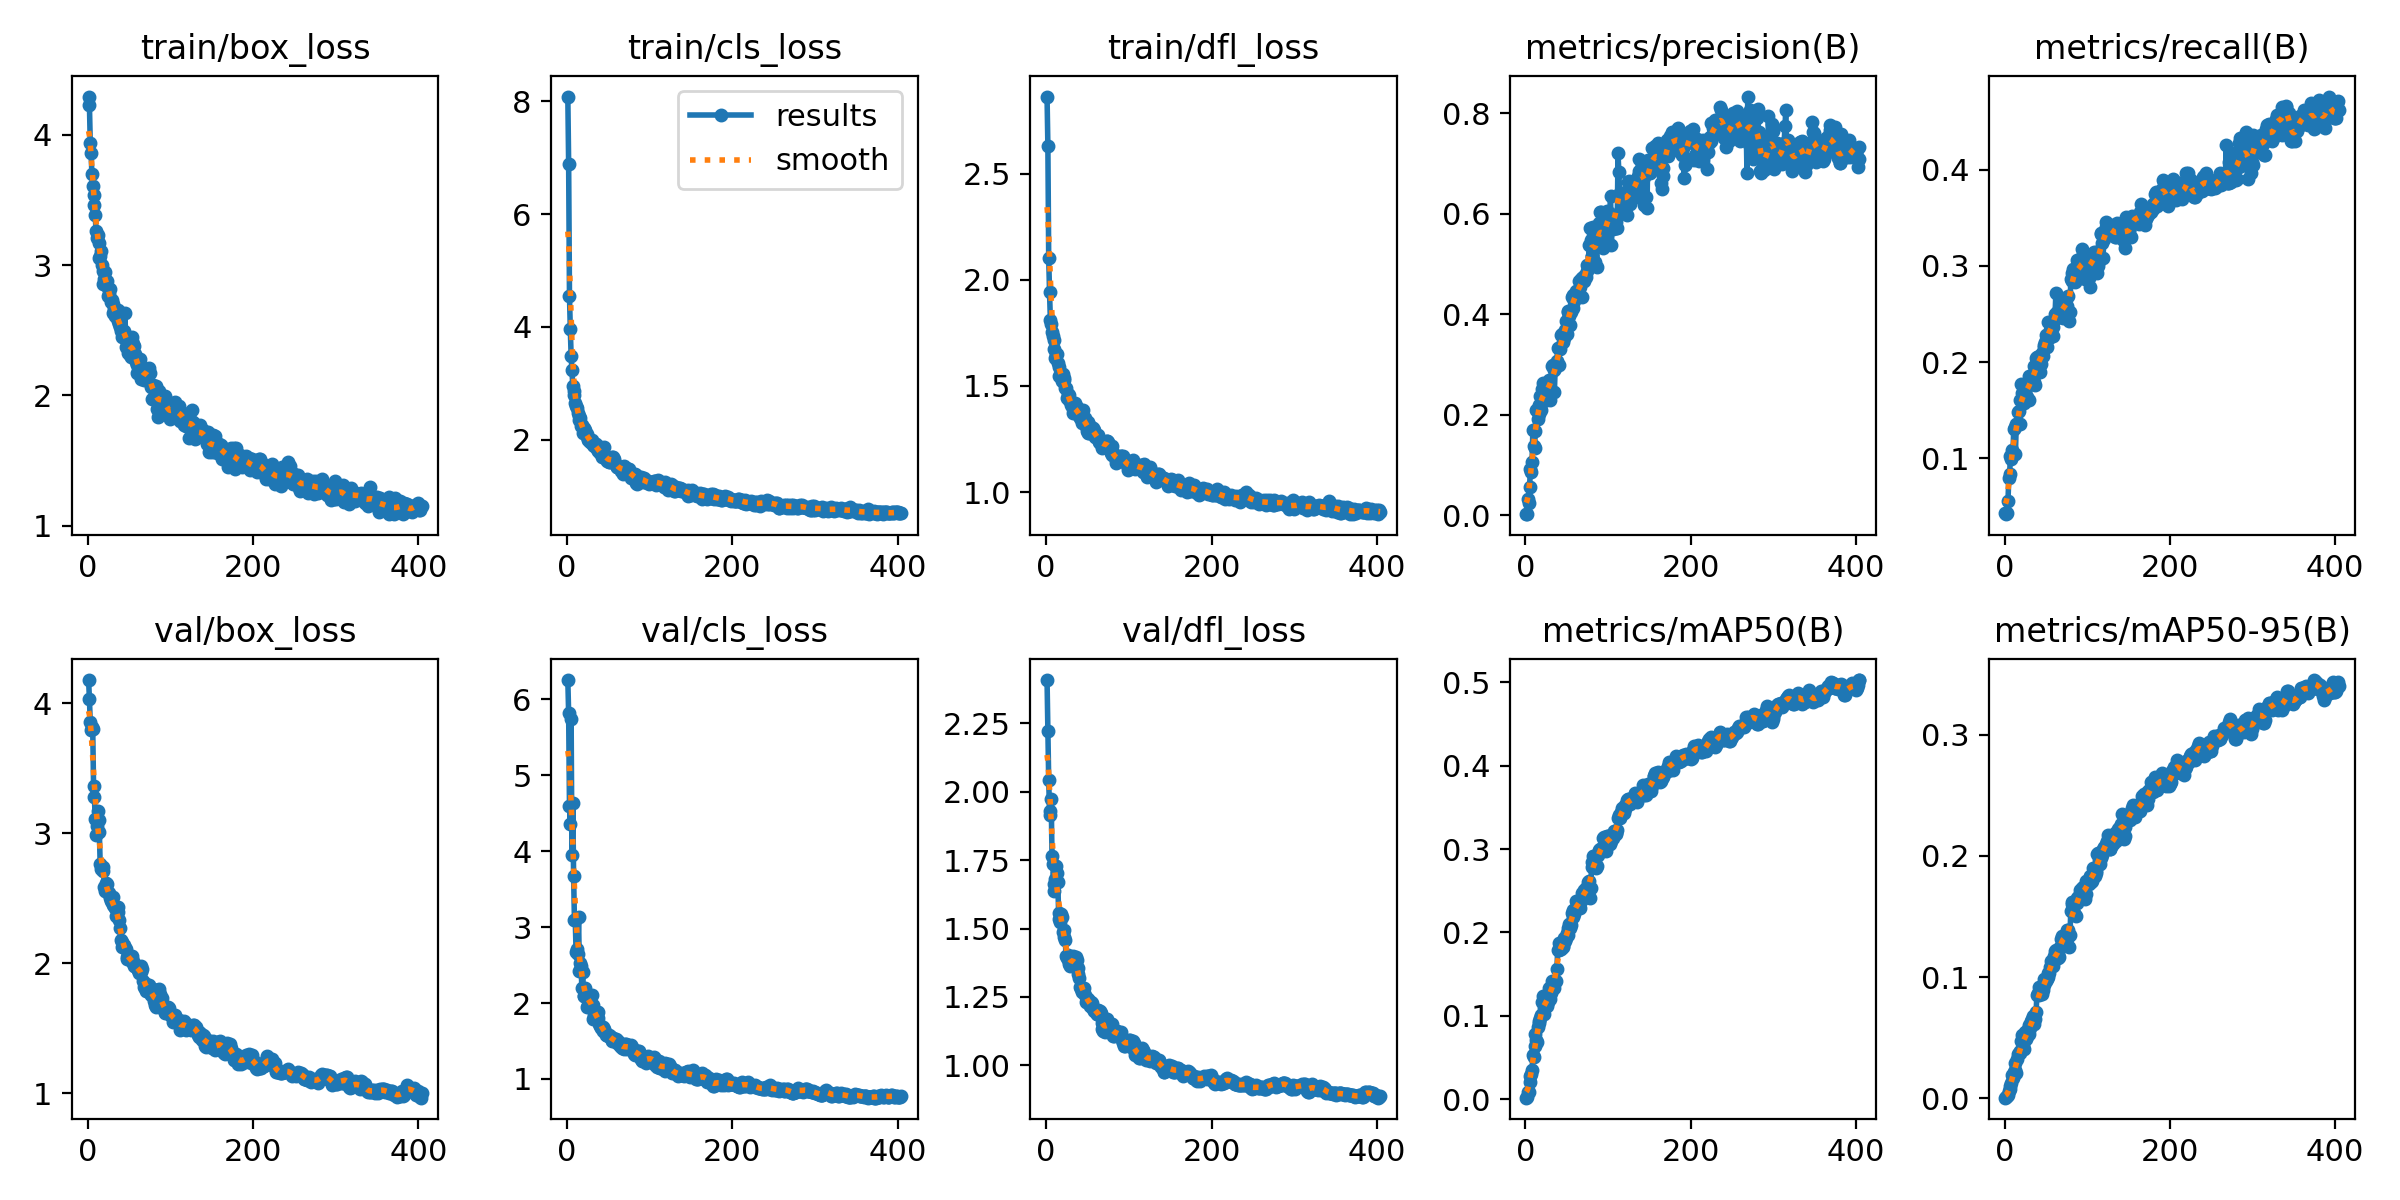 train/box_loss
4
3
2
1
0 200 400
train/cls_loss
results
smooth
8
6
4
2
0 200 400
train/dfl_loss
2.5
2.0
1.5
1.0
0 200 400
metrics/precision(B)
0.8
0.6
0.4
0.2
0.0
0 200 400
metrics/recall(B)
0.4
0.3
0.2
0.1
0 200 400
val/box_loss
4
3
2
1
0 200 400
val/cls_loss
6
5
4
3
2
1
0 200 400
val/dfl_loss
2.25
2.00
1.75
1.50
1.25
1.00
0 200 400
metrics/mAP50(B)
0.5
0.4
0.3
0.2
0.1
0.0
0 200 400
metrics/mAP50-95(B)
0.3
0.2
0.1
0.0
0 200 400